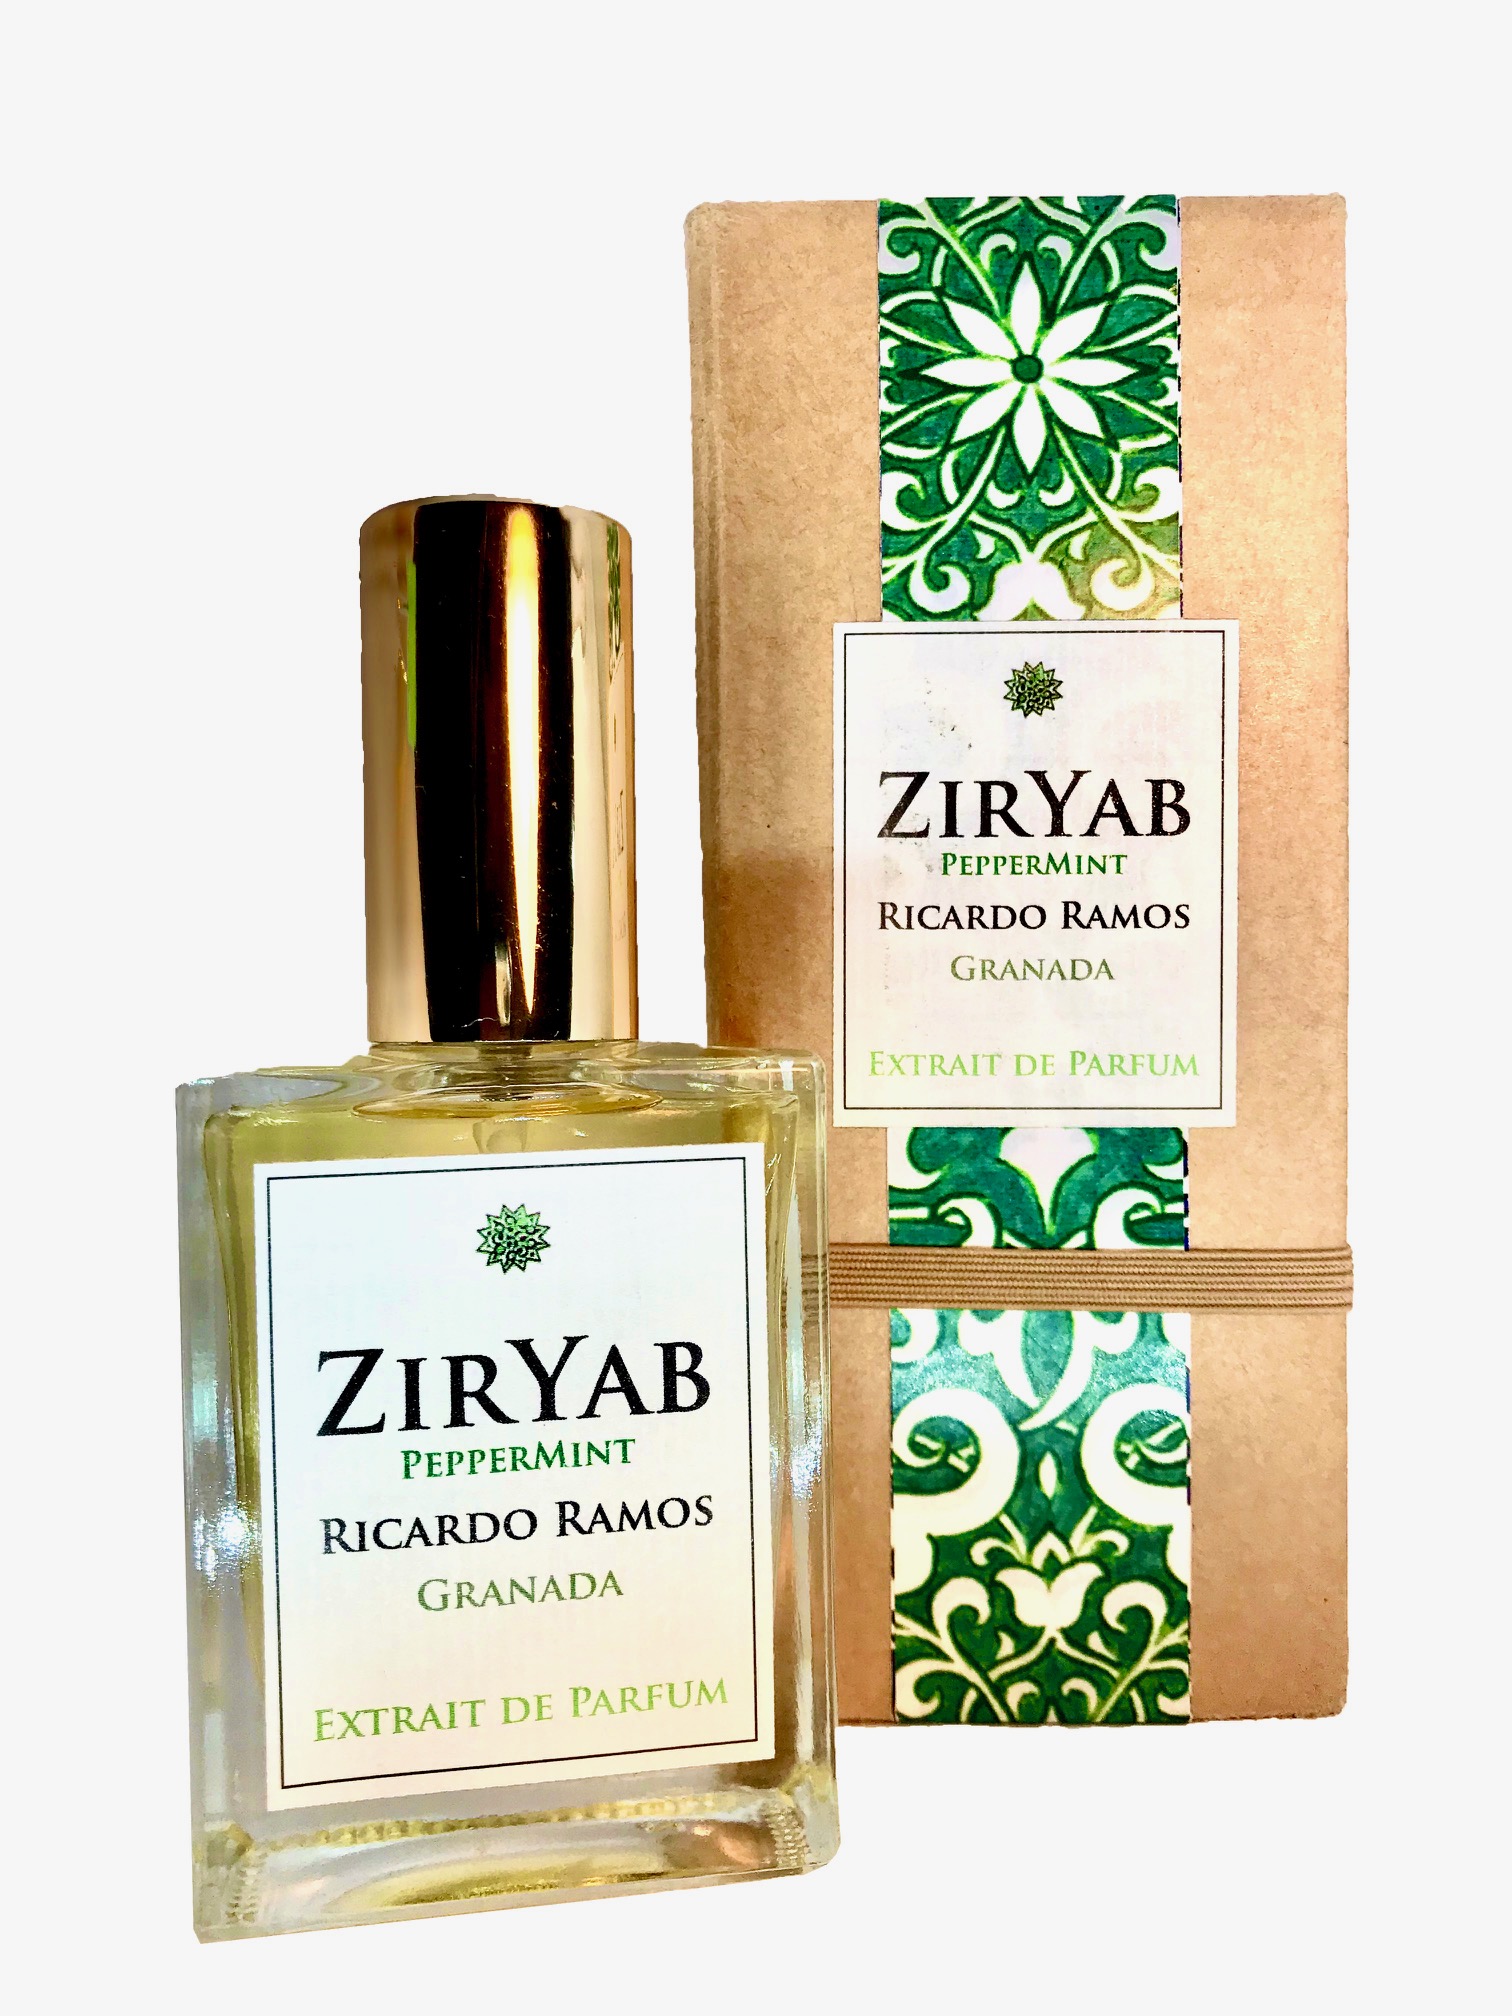 ZIRYAB
PEPPERMINT
RICARDO RAMOS
GRANADA
EXTRAIT DE PARFUM
ZIRYAB
PEPPERMINT
RICARDO RAMOS
GRANADA
EXTRAIT DE PARFUM